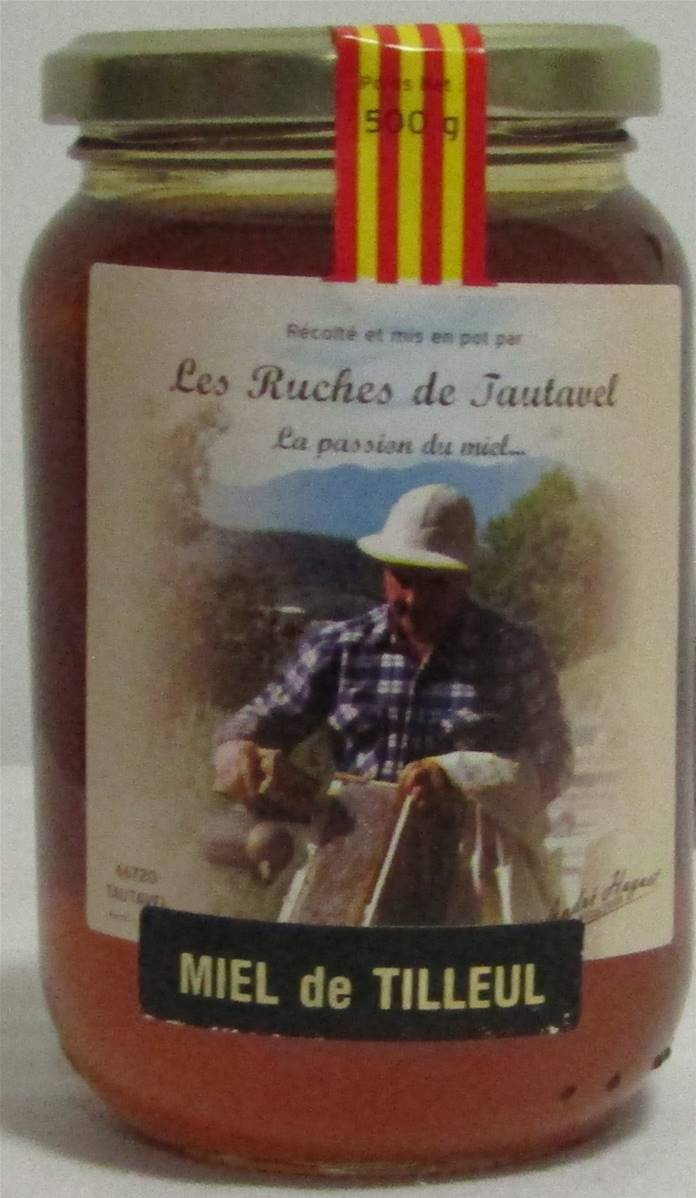 Poids Net
500 g
Récolté et mis en pot par
Les Ruches de Tautavel
La passion du miel...
66720
TAUTAVEL
André
MIEL de TILLEUL